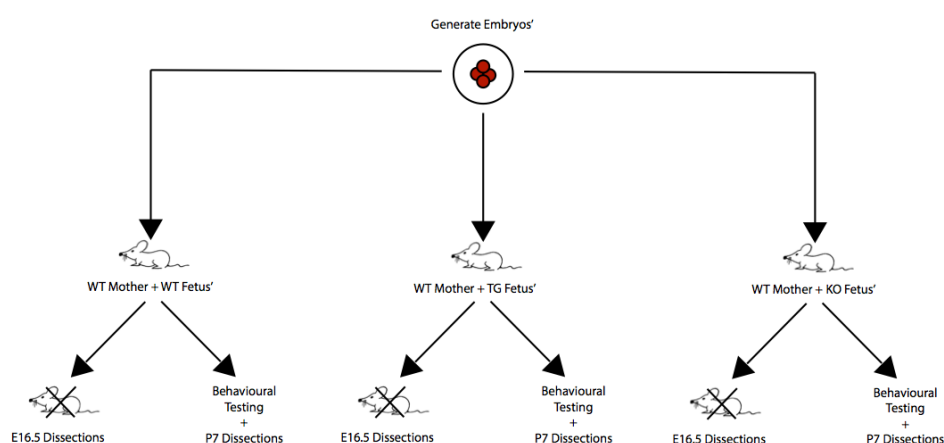 Generate Embryos'
WT Mother + WT Fetus'
WT Mother + TG Fetus'
WT Mother + KO Fetus'
E16.5 Dissections
Behavioural
Testing
+
P7 Dissections
E16.5 Dissections
Behavioural
Testing
+
P7 Dissections
E16.5 Dissections
Behavioural
Testing
+
P7 Dissections